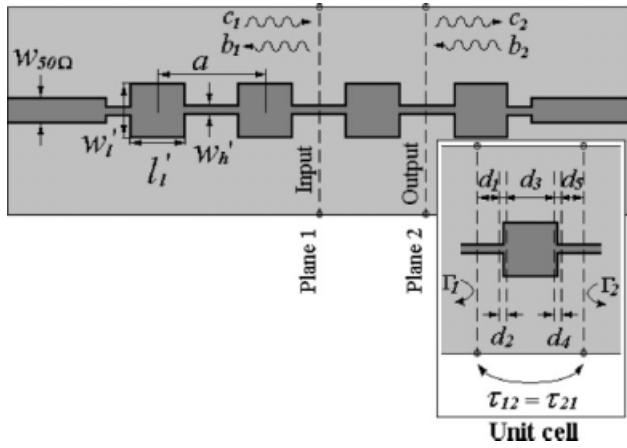 c₁ c₂
b₁ b₂
w₅₀Ω
a
w'ₗ
l'ₗ
w'ₕ
Input
Output
Plane 1
Plane 2
d₁ d₃ d₅
Γ₁ Γ₂
d₂ d₄
τ₁₂ = τ₂₁
Unit cell